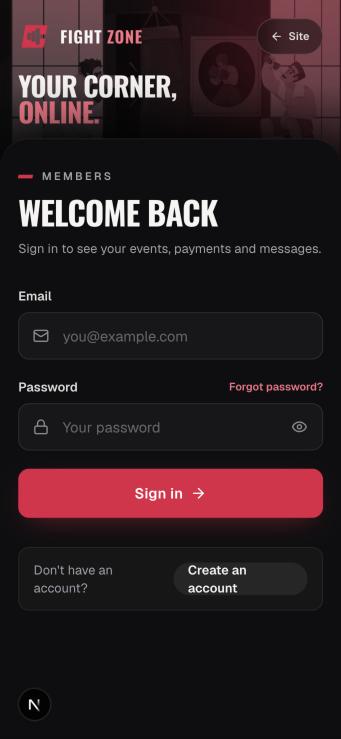 FIGHT ZONE
← Site
YOUR CORNER,
ONLINE.
MEMBERS
WELCOME BACK
Sign in to see your events, payments and messages.
Email
you@example.com
Password
Forgot password?
Your password
Sign in →
Don't have an
account?
Create an
account
N